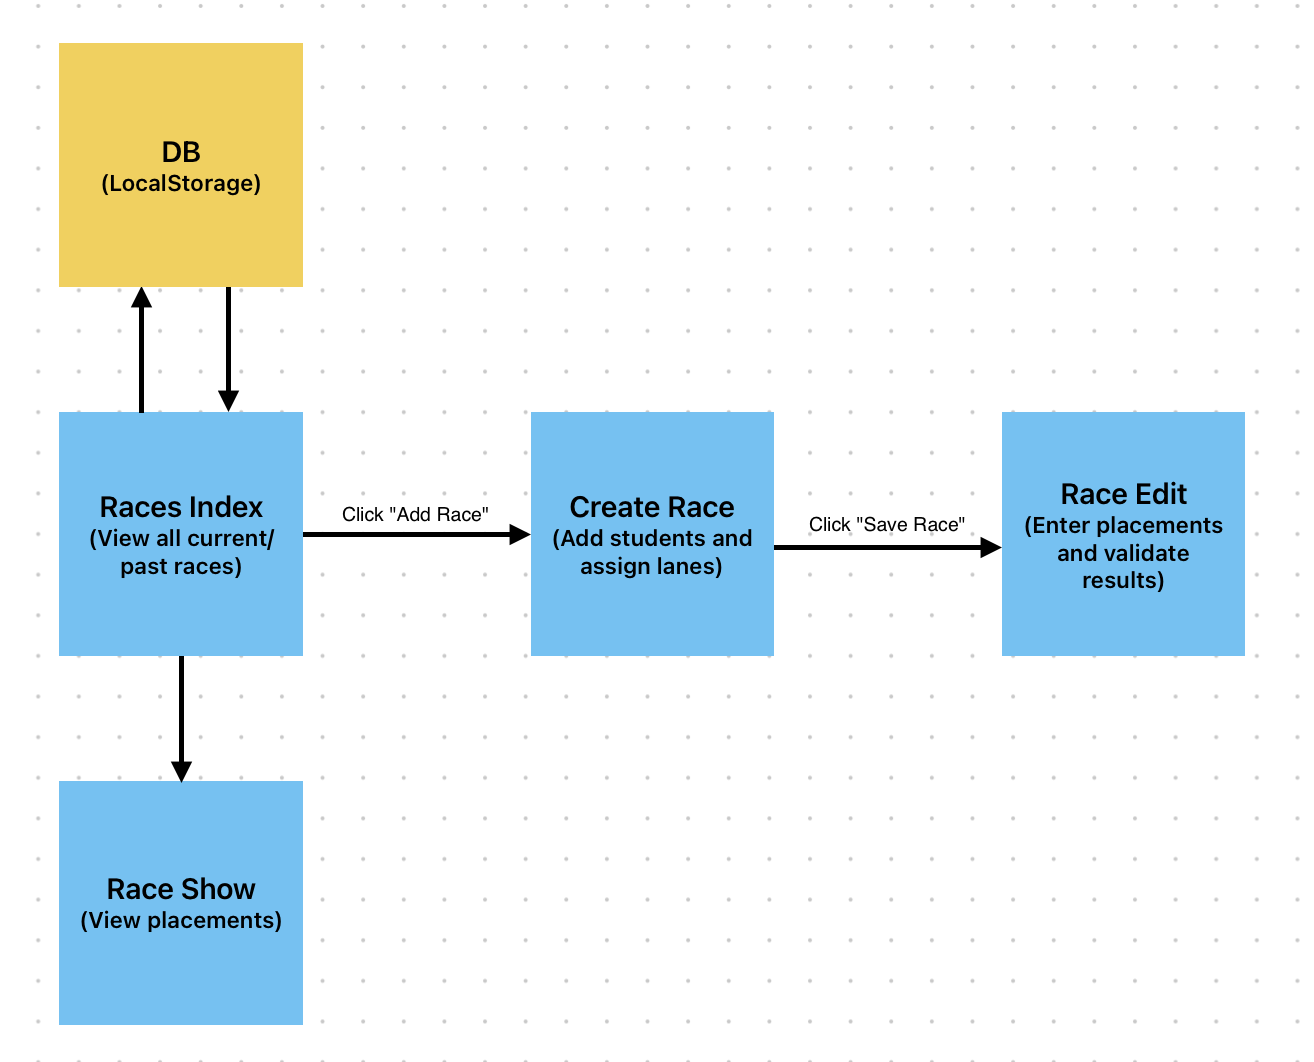 DB
(LocalStorage)
Races Index
(View all current/
past races)
Click "Add Race"
Create Race
(Add students and
assign lanes)
Click "Save Race"
Race Edit
(Enter placements
and validate
results)
Race Show
(View placements)